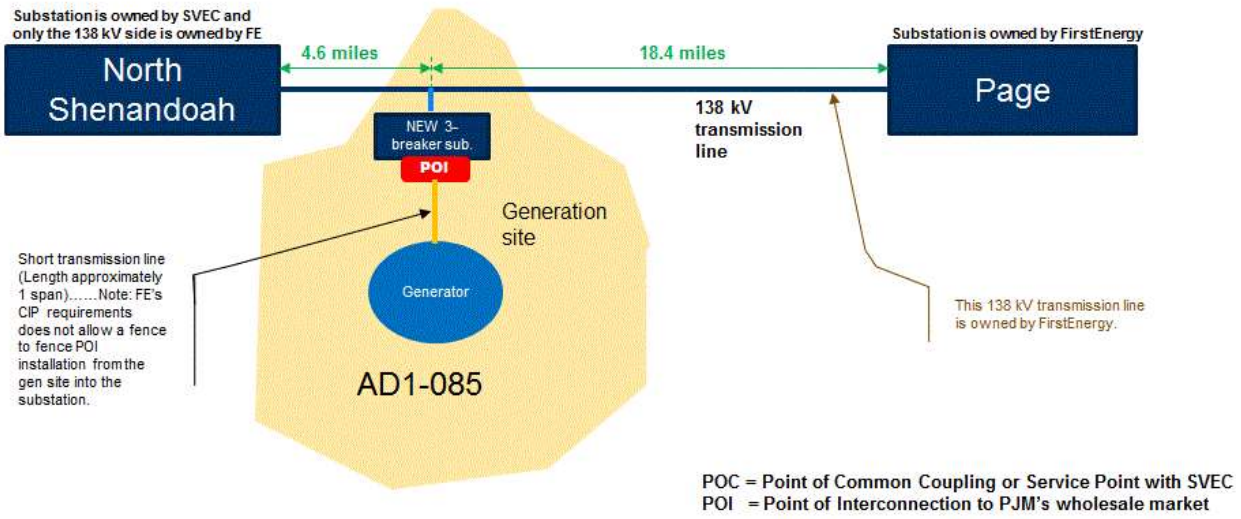 Substation is owned by SVEC and
only the 138 kV side is owned by FE
North
Shenandoah
4.6 miles
18.4 miles
Substation is owned by FirstEnergy
Page
138 kV
transmission
line
NEW 3-
breaker sub.
POI
Generation
site
Generator
AD1-085
Short transmission line
(Length approximately
1 span)......Note: FE's
CIP requirements
does not allow a fence
to fence POI
installation from the
gen site into the
substation.
This 138 kV transmission line
is owned by FirstEnergy.
POC = Point of Common Coupling or Service Point with SVEC
POI = Point of Interconnection to PJM's wholesale market